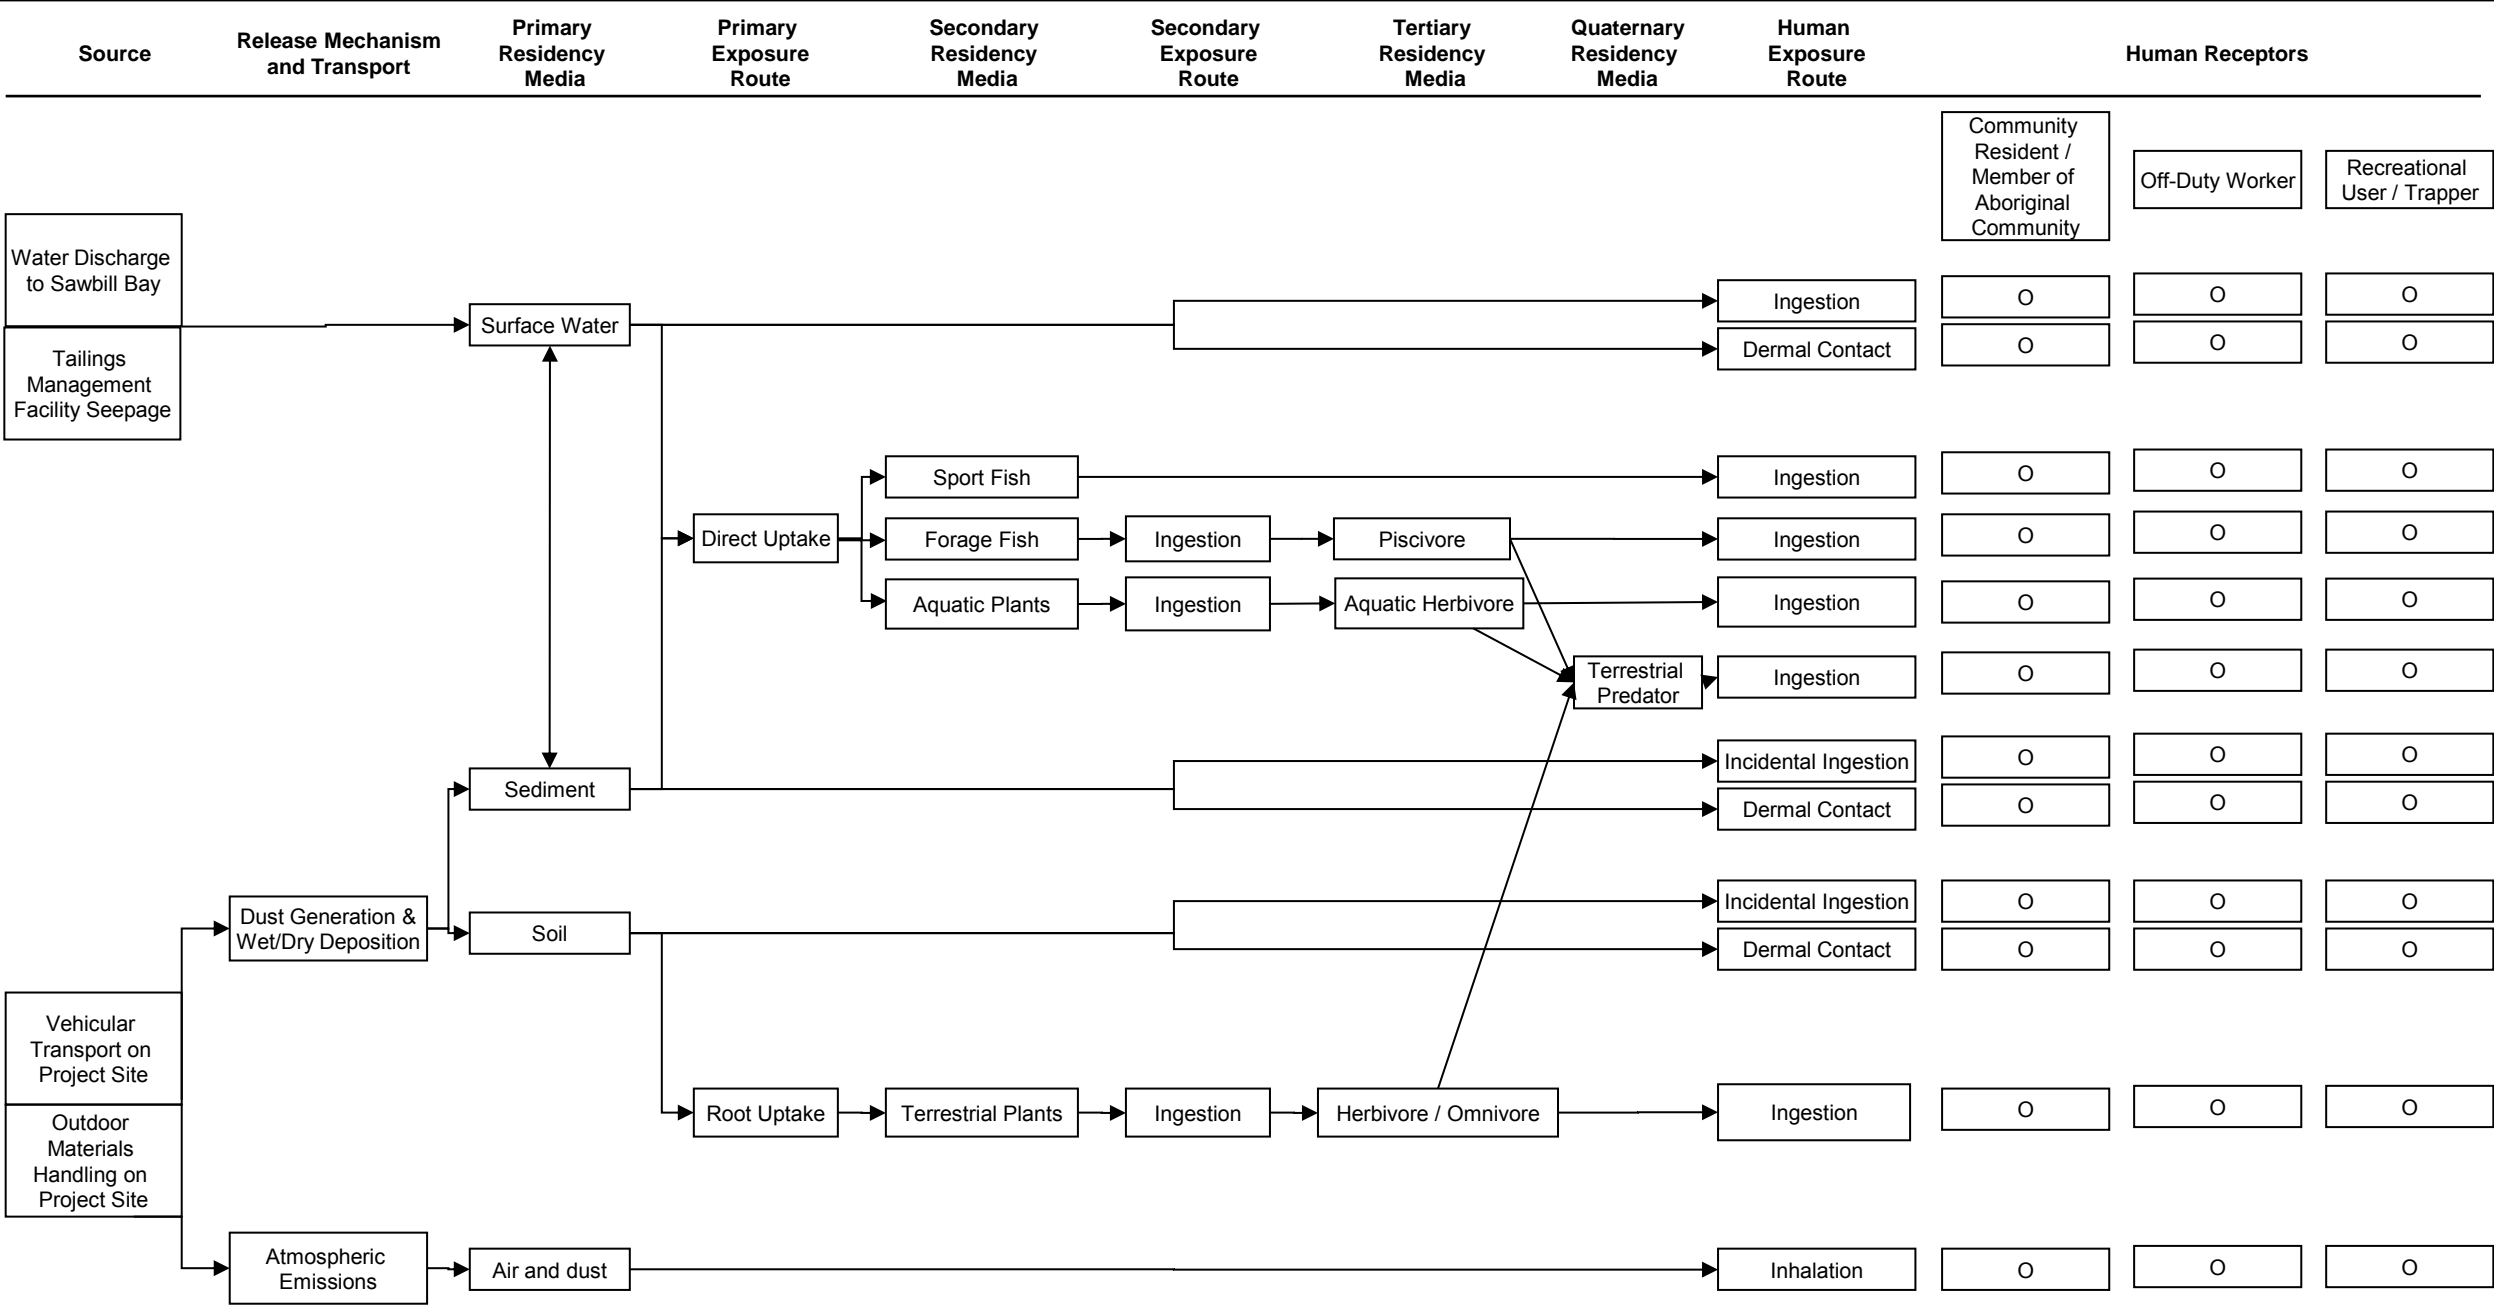 Source
Release Mechanism
and Transport
Primary
Residency
Media
Primary
Exposure
Route
Secondary
Residency
Media
Secondary
Exposure
Route
Tertiary
Residency
Media
Quaternary
Residency
Media
Human
Exposure
Route
Human Receptors
Community
Resident /
Member of
Aboriginal
Community
Off-Duty Worker
Recreational
User / Trapper
Water Discharge
to Sawbill Bay
Tailings
Management
Facility Seepage
Surface Water
Ingestion
O
O
O
Dermal Contact
O
O
O
Direct Uptake
Sport Fish
Ingestion
O
O
O
Forage Fish
Ingestion
Piscivore
Ingestion
O
O
O
Aquatic Plants
Ingestion
Aquatic Herbivore
Ingestion
O
O
O
Terrestrial
Predator
Ingestion
O
O
O
Sediment
Incidental Ingestion
O
O
O
Dermal Contact
O
O
O
Dust Generation &
Wet/Dry Deposition
Soil
Incidental Ingestion
O
O
O
Dermal Contact
O
O
O
Vehicular
Transport on
Project Site
Outdoor
Materials
Handling on
Project Site
Root Uptake
Terrestrial Plants
Ingestion
Herbivore / Omnivore
Ingestion
O
O
O
Atmospheric
Emissions
Air and dust
Inhalation
O
O
O